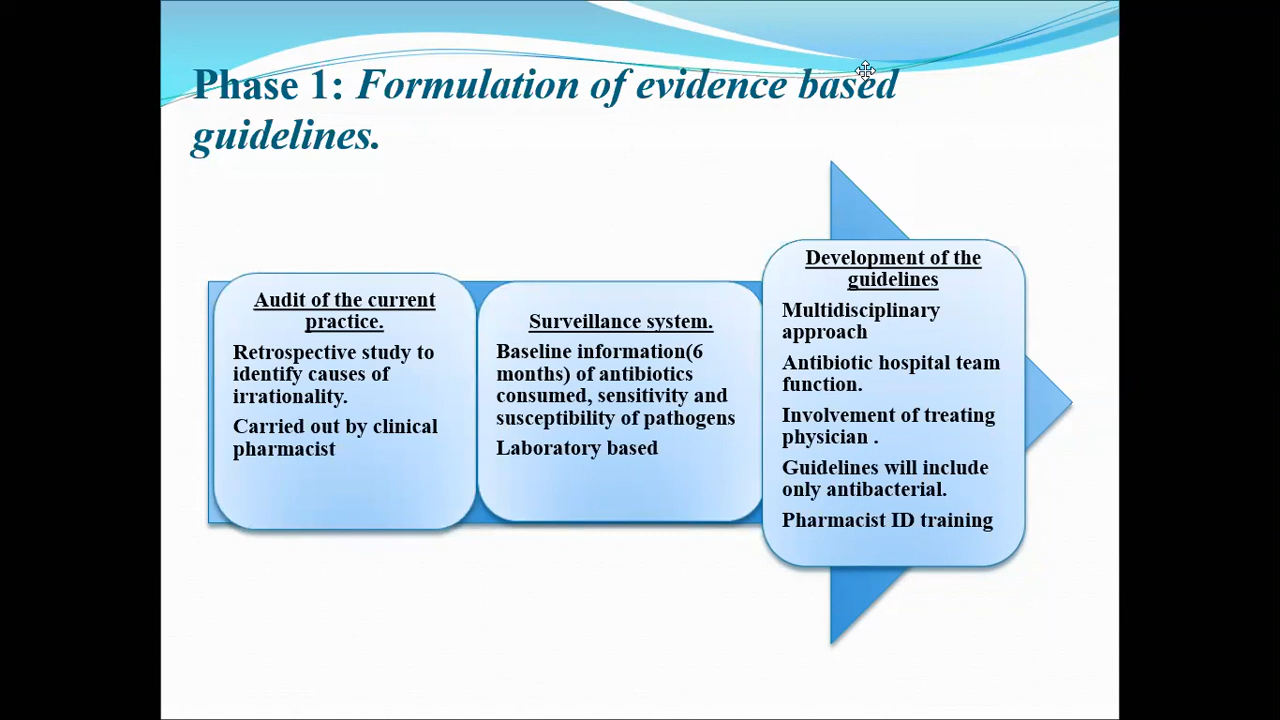 Phase 1: Formulation of evidence based
guidelines.
Audit of the current
practice.
Retrospective study to
identify causes of
irrationality.
Carried out by clinical
pharmacist
Surveillance system.
Baseline information(6
months) of antibiotics
consumed, sensitivity and
susceptibility of pathogens
Laboratory based
Development of the
guidelines
Multidisciplinary
approach
Antibiotic hospital team
function.
Involvement of treating
physician .
Guidelines will include
only antibacterial.
Pharmacist ID training